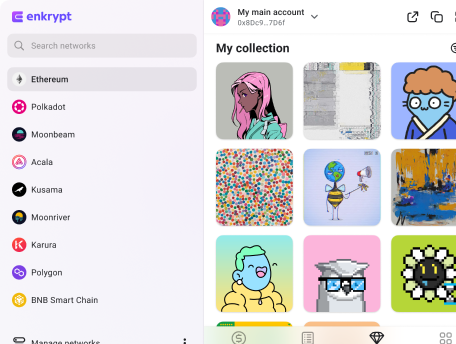 enkrypt
Search networks
Ethereum
Polkadot
Moonbeam
Acala
Kusama
Moonriver
Karura
Polygon
BNB Smart Chain
Manage networks
My main account
0x8Dc9..7D6f
My collection